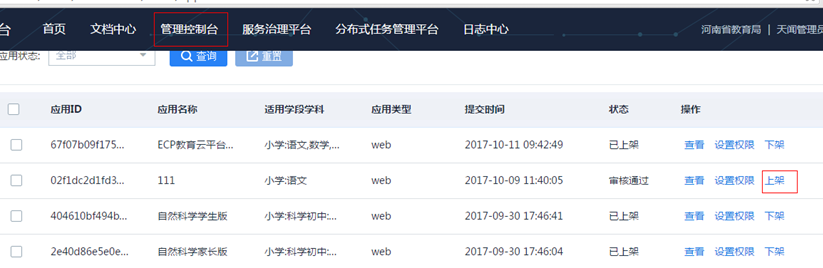 台 首页 文档中心 管理控制台 服务治理平台 分布式任务管理平台 日志中心 河南省教育局 | 天闻管理员
应用状态: 全部 查询 重置
应用ID 应用名称 适用学段学科 应用类型 提交时间 状态 操作
67f07b09f175... ECP教育云平台... 小学:语文,数学,... web 2017-10-11 09:42:49 已上架 查看 设置权限 下架
02f1dc2d1fd3... 111 小学:语文 web 2017-10-09 11:40:05 审核通过 查看 设置权限 上架
404610bf494b... 自然科学学生版 小学:科学初中:... web 2017-09-30 17:46:41 已上架 查看 设置权限 下架
2e40d86e5e0e... 自然科学家长版 小学:科学初中:... web 2017-09-30 17:46:04 已上架 查看 设置权限 下架